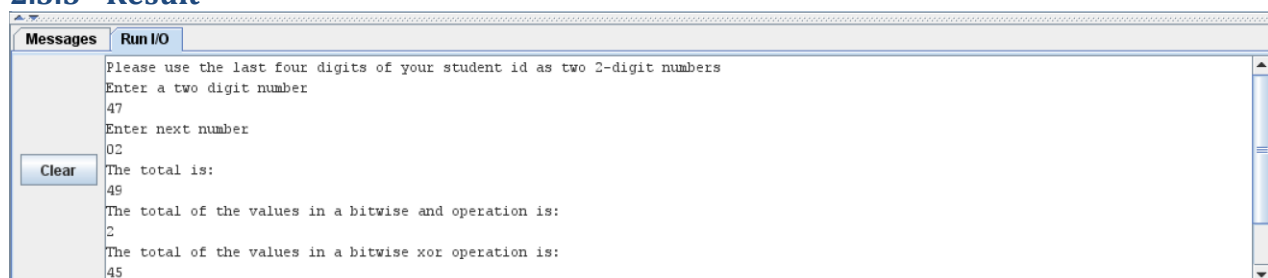 2.3.3 Result
Messages Run I/O
Please use the last four digits of your student id as two 2-digit numbers
Enter a two digit number
47
Enter next number
02
Clear
The total is:
49
The total of the values in a bitwise and operation is:
2
The total of the values in a bitwise xor operation is:
45